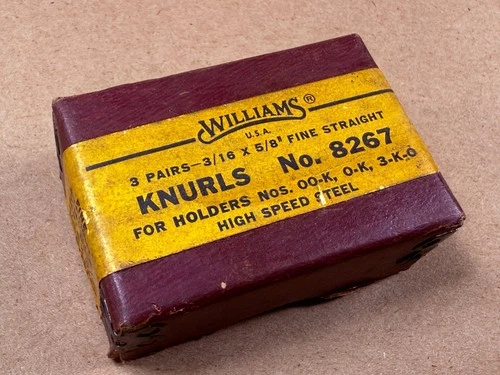 WILLIAMS®
U.S.A.
3 PAIRS—3/16 X 5/8" FINE STRAIGHT
KNURLS No. 8267
FOR HOLDERS NOS. OO-K, O-K, 3-K-O
HIGH SPEED STEEL